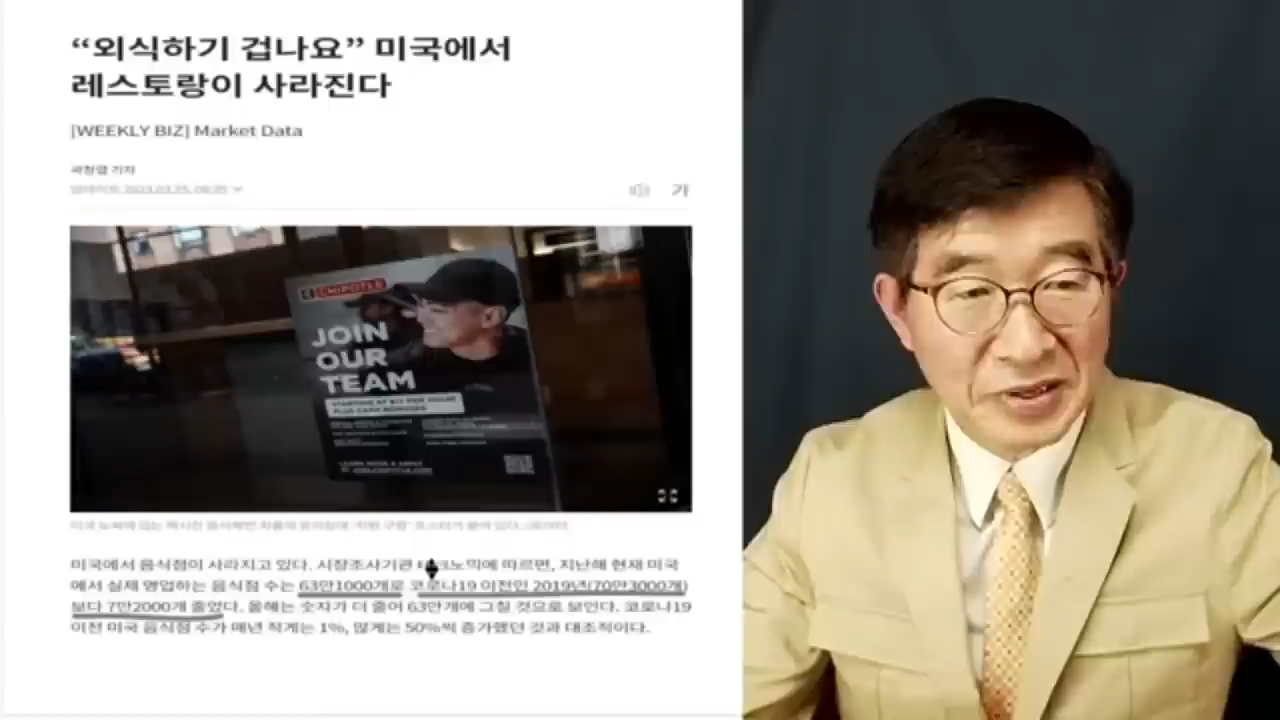 “외식하기 겁나요” 미국에서
레스토랑이 사라진다
[WEEKLY BIZ] Market Data
기자
가
CHIPOTLE
JOIN
OUR
TEAM
미국에서 음식점이 사라지고 있다. 시장조사기관 따르면, 지난해 현재 미국
에서 실제 영업하는 음식점 수는 63만1000개로 코로나19 이전인 2019년(70만3000개)
보다 7만2000개 줄었다. 올해는 숫자가 더 줄어 63만개에 그칠 것으로 보인다. 코로나19
이전 미국 음식점 수가 매년 적게는 1%, 많게는 50%씩 증가했던 것과 대조적이다.